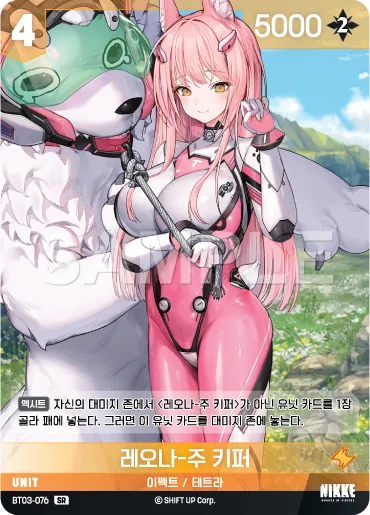 4
5000
2
SAMPLE
엑시트 자신의 대미지 존에서 <레오나-주 키퍼>가 아닌 유닛 카드를 1장
골라 패에 넣는다. 그러면 이 유닛 카드를 대미지 존에 놓는다.
레오나-주 키퍼
UNIT
이펙트 / 테트라
BT03-076 SR
© SHIFT UP Corp.
NIKKE